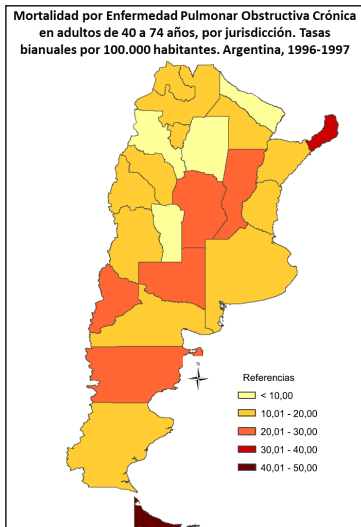 Mortalidad por Enfermedad Pulmonar Obstructiva Crónica
en adultos de 40 a 74 años, por jurisdicción. Tasas
bianuales por 100.000 habitantes. Argentina, 1996-1997
N
Referencias
< 10,00
10,01 - 20,00
20,01 - 30,00
30,01 - 40,00
40,01 - 50,00